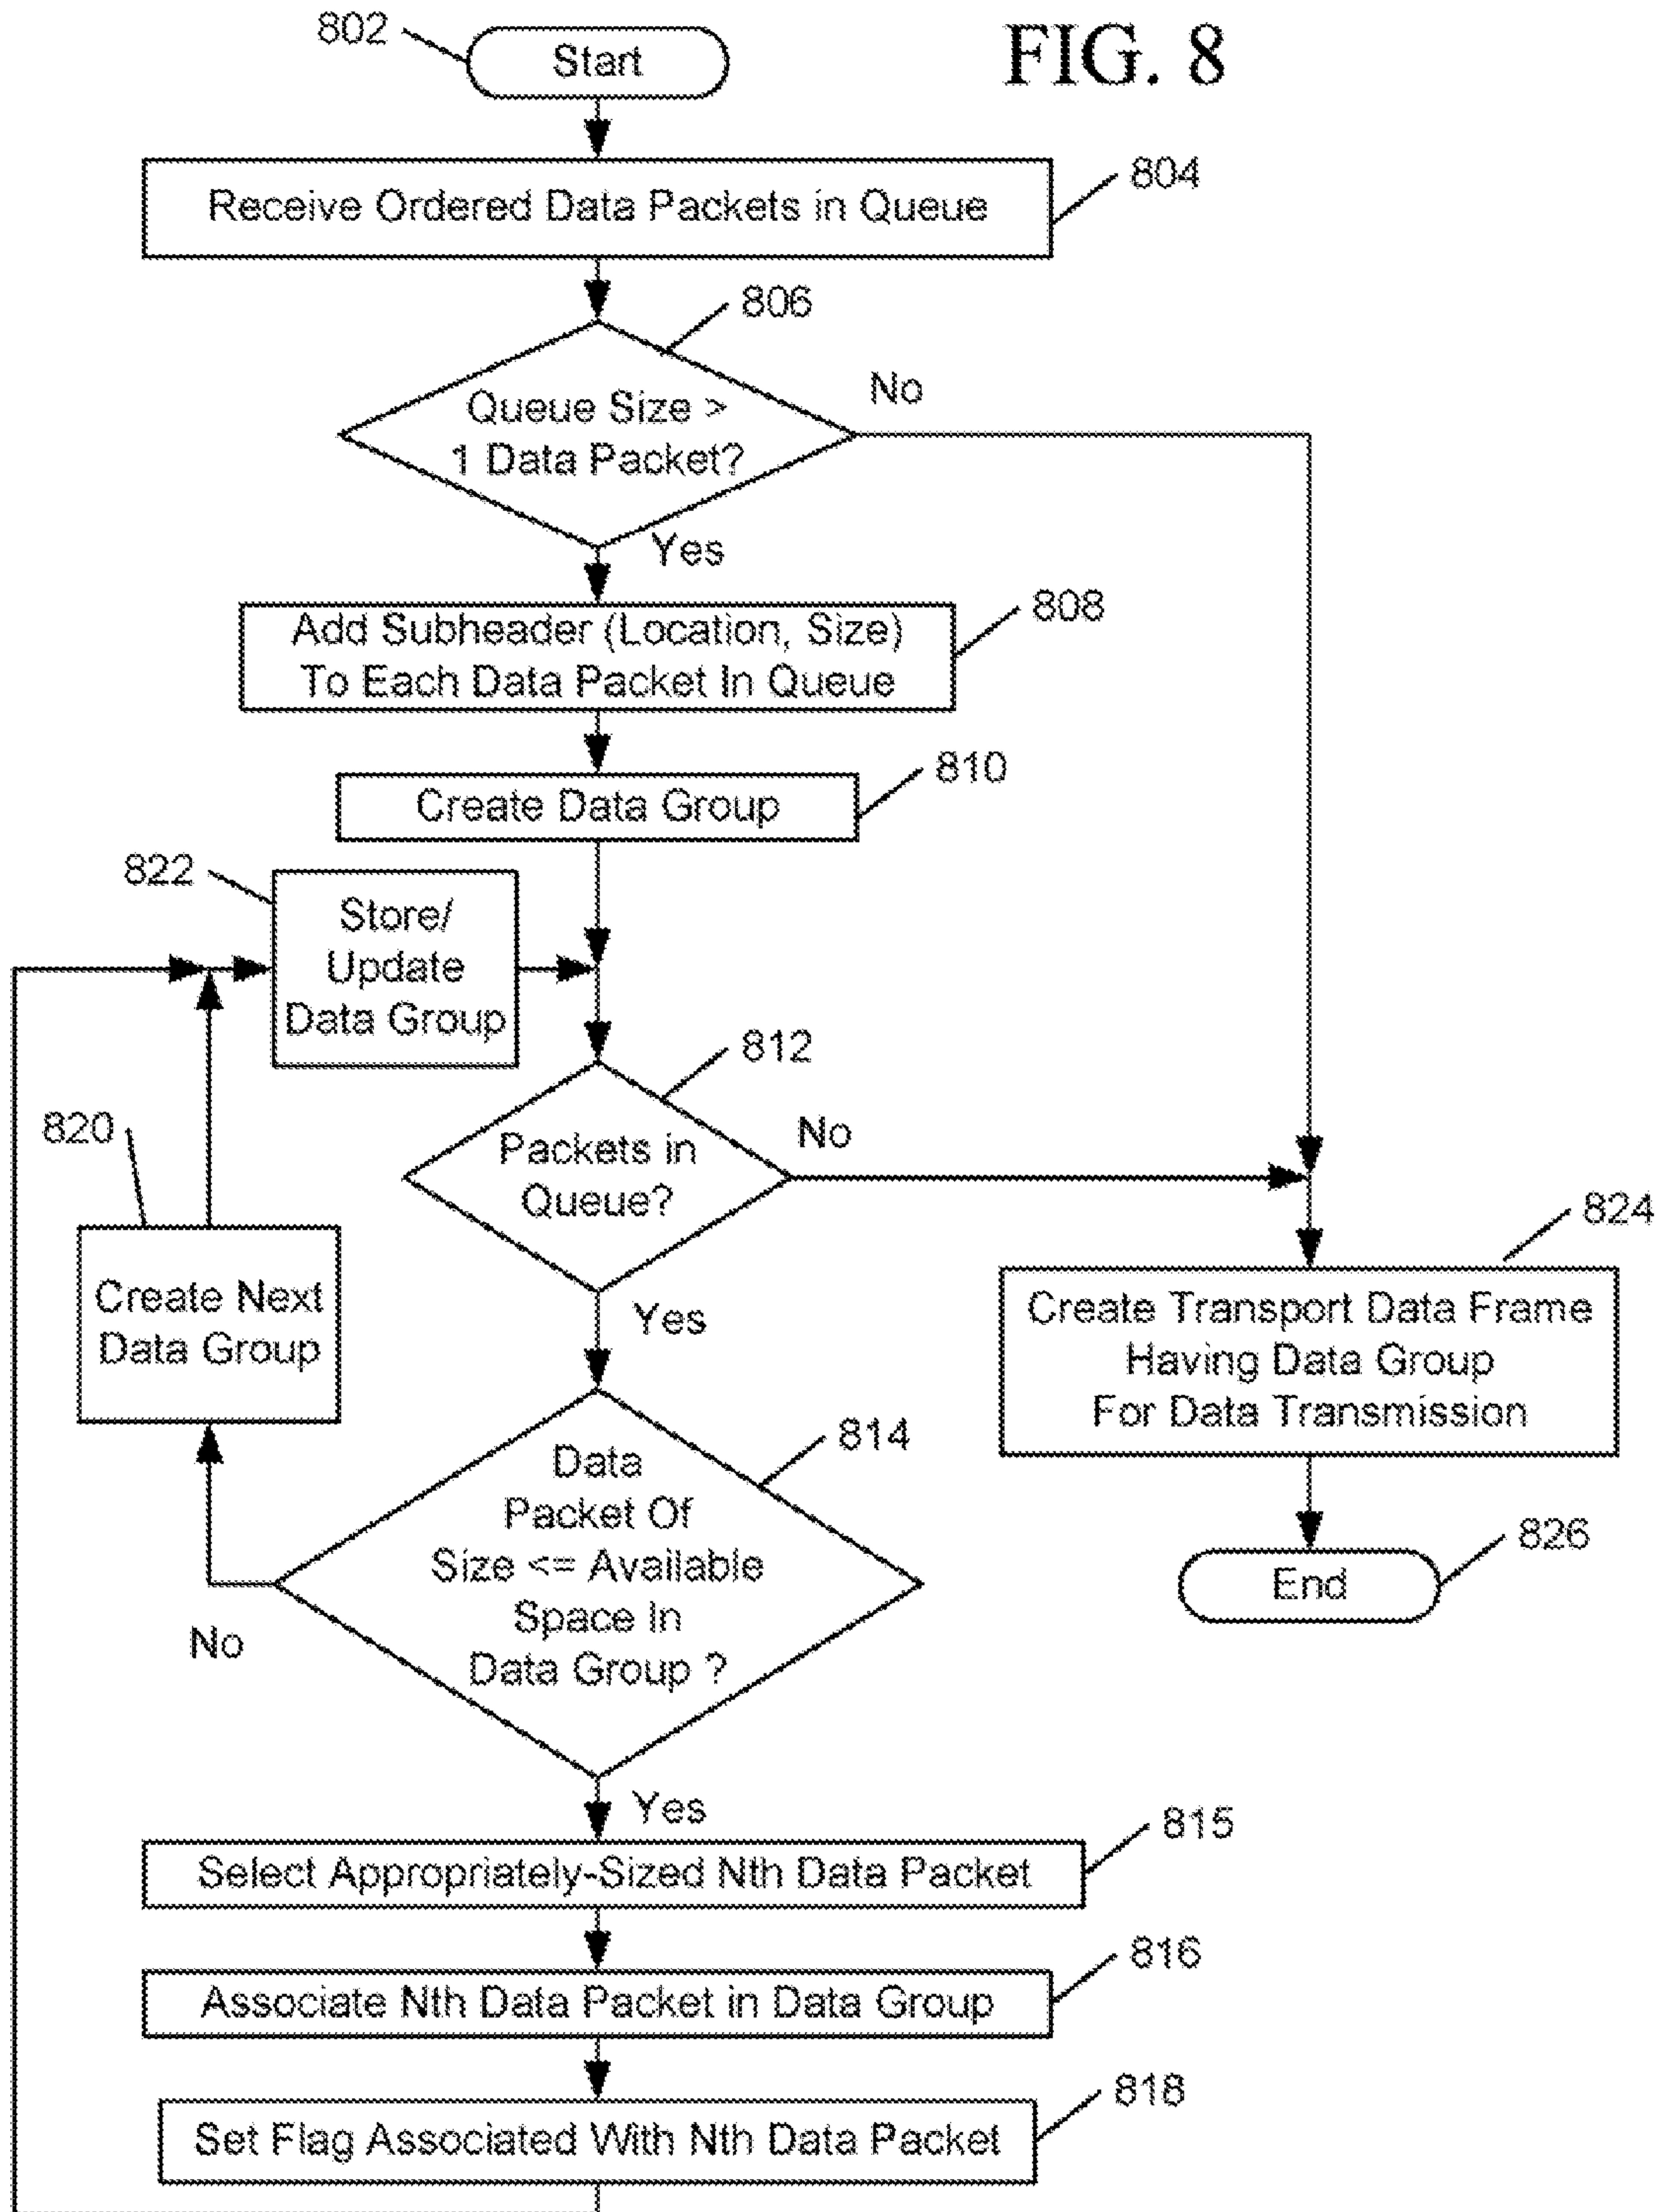 802
Start
FIG. 8
Receive Ordered Data Packets in Queue
804
806
Queue Size >
1 Data Packet?
No
Yes
Add Subheader (Location, Size)
To Each Data Packet In Queue
808
Create Data Group
810
822
Store/
Update
Data Group
812
Packets in
Queue?
No
Yes
820
Create Next
Data Group
824
Create Transport Data Frame
Having Data Group
For Data Transmission
814
Data
Packet Of
Size <= Available
Space In
Data Group ?
No
Yes
826
End
815
Select Appropriately-Sized Nth Data Packet
816
Associate Nth Data Packet in Data Group
818
Set Flag Associated With Nth Data Packet